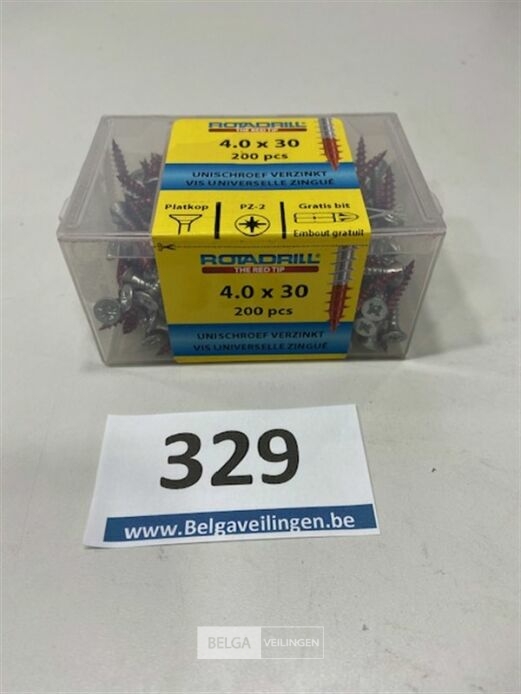 ROTADRILL
THE RED TIP
4.0 x 30
200 pcs
UNISCHROEF VERZINKT
VIS UNIVERSELLE ZINGUÉ
Platkop PZ-2 Gratis bit
Embout gratuit
ROTADRILL
THE RED TIP
4.0 x 30
200 pcs
UNISCHROEF VERZINKT
VIS UNIVERSELLE ZINGUÉ
329
www.Belgaveilingen.be
BELGA VEILINGEN